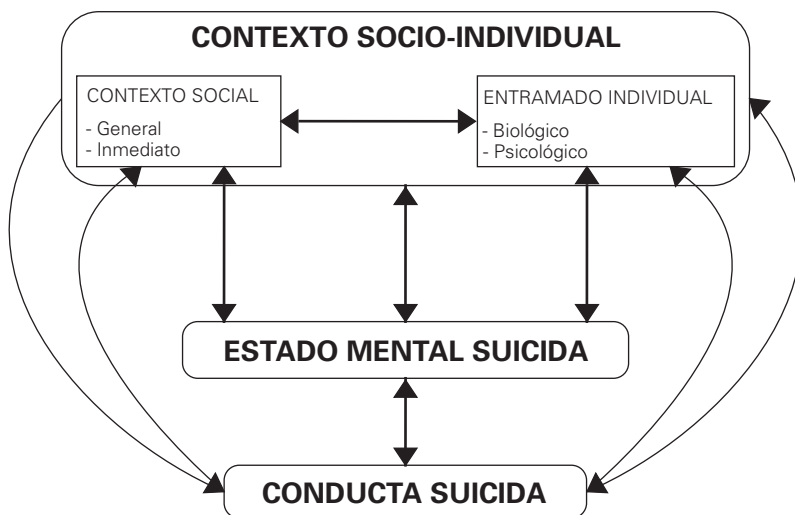 CONTEXTO SOCIO-INDIVIDUAL
CONTEXTO SOCIAL
- General
- Inmediato
ENTRAMADO INDIVIDUAL
- Biológico
- Psicológico
ESTADO MENTAL SUICIDA
CONDUCTA SUICIDA